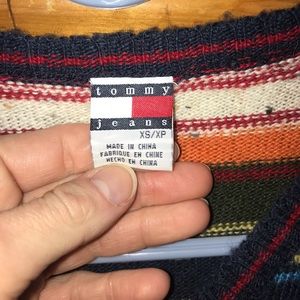 tommy
jeans
XS/XP
MADE IN CHINA
FABRIQUE EN CHINE
HECHO EN CHINA